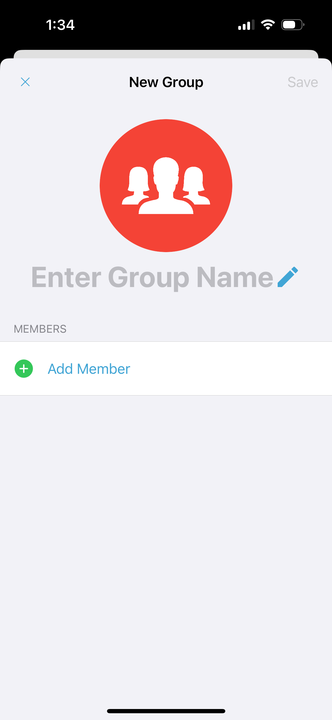 1:34
New Group
Save
Enter Group Name
MEMBERS
Add Member